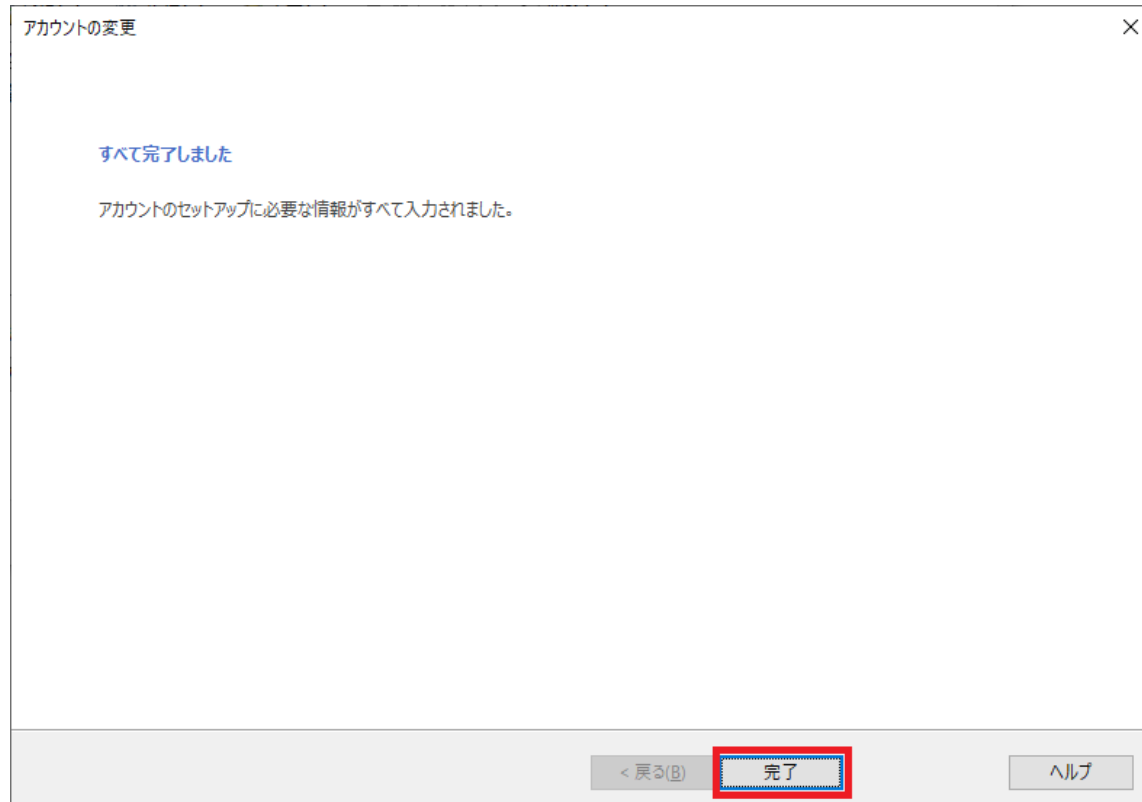 アカウントの変更
すべて完了しました
アカウントのセットアップに必要な情報がすべて入力されました。
< 戻る(B)
完了
ヘルプ